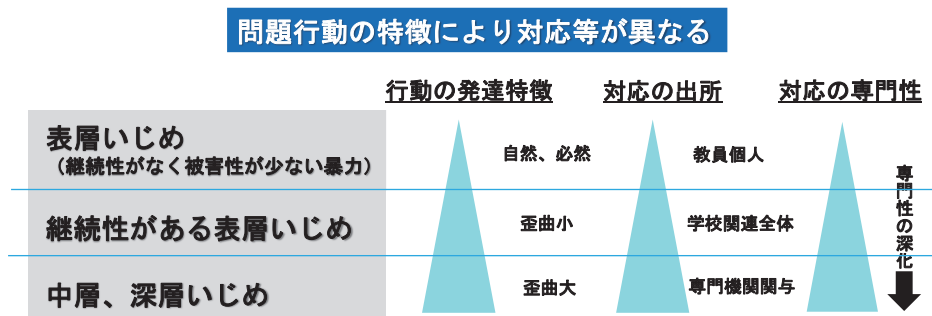 問題行動の特徴により対応等が異なる
行動の発達特徴
対応の出所
対応の専門性
表層いじめ
（継続性がなく被害性が少ない暴力）
自然、必然
教員個人
継続性がある表層いじめ
歪曲小
学校関連全体
中層、深層いじめ
歪曲大
専門機関関与
専門性の深化